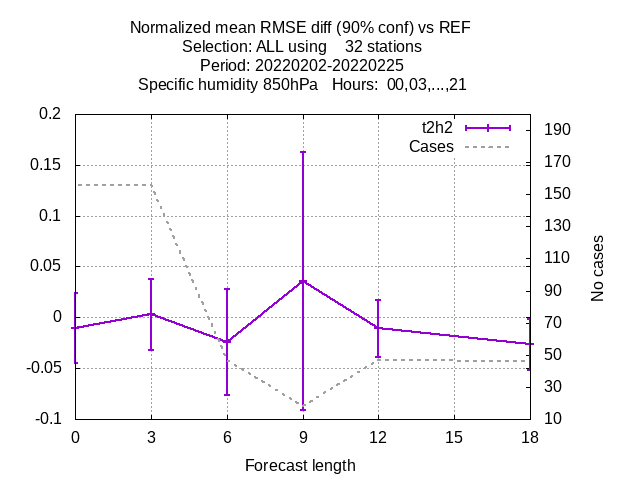 Normalized mean RMSE diff (90% conf) vs REF
Selection: ALL using    32 stations
Period: 20220202-20220225
Specific humidity 850hPa   Hours:  00,03,...,21
t2h2
Cases
0.2
0.15
0.1
0.05
0
-0.05
-0.1
190
170
150
130
110
90
70
50
30
10
No cases
0 3 6 9 12 15 18
Forecast length